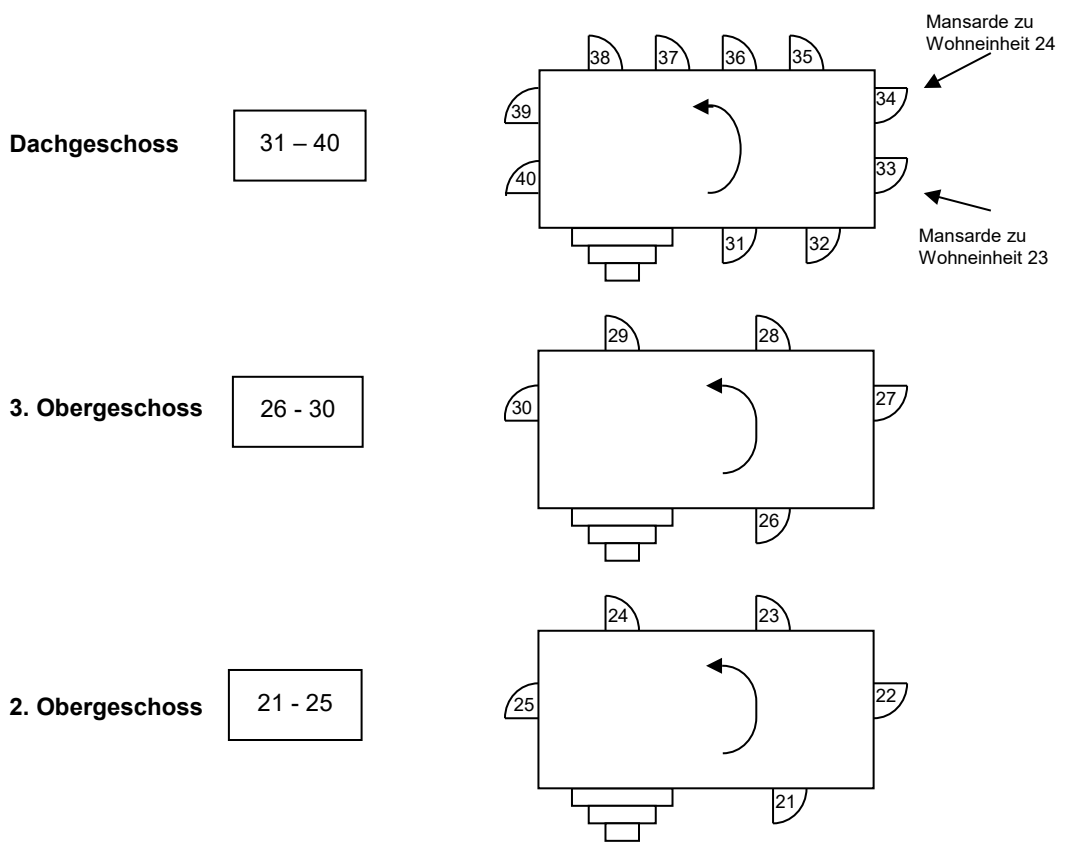 Mansarde zu
Wohneinheit 24
38
37
36
35
39
34
Dachgeschoss
31 – 40
40
33
31
32
Mansarde zu
Wohneinheit 23
29
28
3. Obergeschoss
26 - 30
30
27
26
24
23
2. Obergeschoss
21 - 25
25
22
21